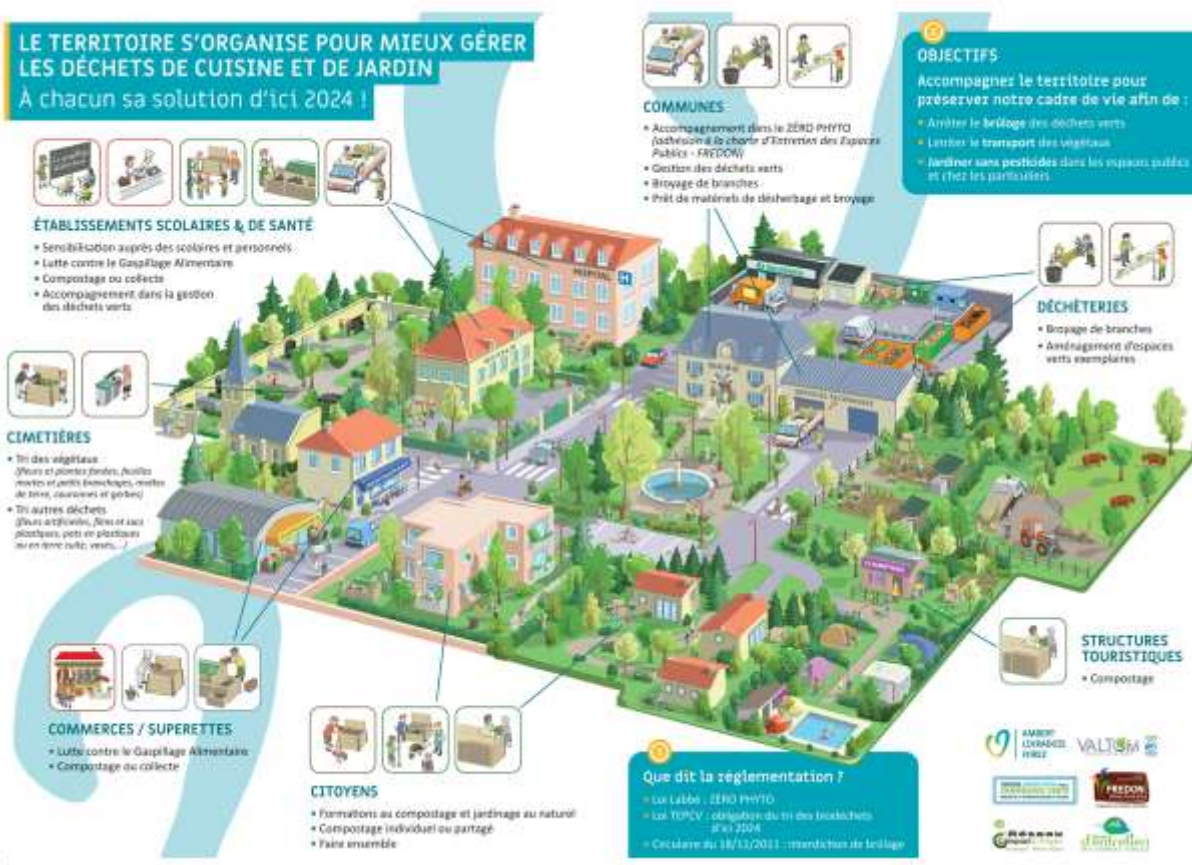 LE TERRITOIRE S'ORGANISE POUR MIEUX GÉRER
LES DÉCHETS DE CUISINE ET DE JARDIN
À chacun sa solution d'ici 2024 !
ÉTABLISSEMENTS SCOLAIRES & DE SANTÉ
• Sensibilisation auprès des scolaires et personnels
• Lutte contre le Gaspillage Alimentaire
• Compostage ou collecte
• Accompagnement dans la gestion
des déchets verts
COMMUNES
• Accompagnement dans le ZÉRO PHYTO
(adhésion à la charte d'Entretien des Espaces
Publics - FREDON)
• Gestion des déchets verts
• Broyage de branches
• Prêt de matériels de désherbage et broyage
OBJECTIFS
Accompagner le territoire pour
préserver notre cadre de vie afin de :
• Arrêter le brûlage des déchets verts
• Limiter le transport des végétaux
• Jardiner sans pesticides dans les espaces publics
et chez les particuliers
DÉCHÈTERIES
• Broyage de branches
• Aménagement d'espaces
verts exemplaires
HOPITAL H
CIMETIÈRES
• Tri des végétaux
(fleurs et plantes fanées, feuilles
mortes et petits branchages, mottes
de terre, couronnes et gerbes)
• Tri autres déchets
(fleurs artificielles, films et sacs
plastiques, pots en plastiques
ou en terre cuite, vases, ...)
STRUCTURES
TOURISTIQUES
• Compostage
COMMERCES / SUPERETTES
• Lutte contre le Gaspillage Alimentaire
• Compostage ou collecte
CITOYENS
• Formations au compostage et jardinage au naturel
• Compostage individuel ou partagé
• Faire ensemble
Que dit la réglementation ?
• Loi Labbé : ZÉRO PHYTO
• Loi TEPCV : obligation du tri des biodéchets
d'ici 2024
• Circulaire du 18/11/2011 : interdiction de brûlage
AMBERT
LIVRADOIS
FOREZ
VALTOM
FREDON
Réseau
d'entretien